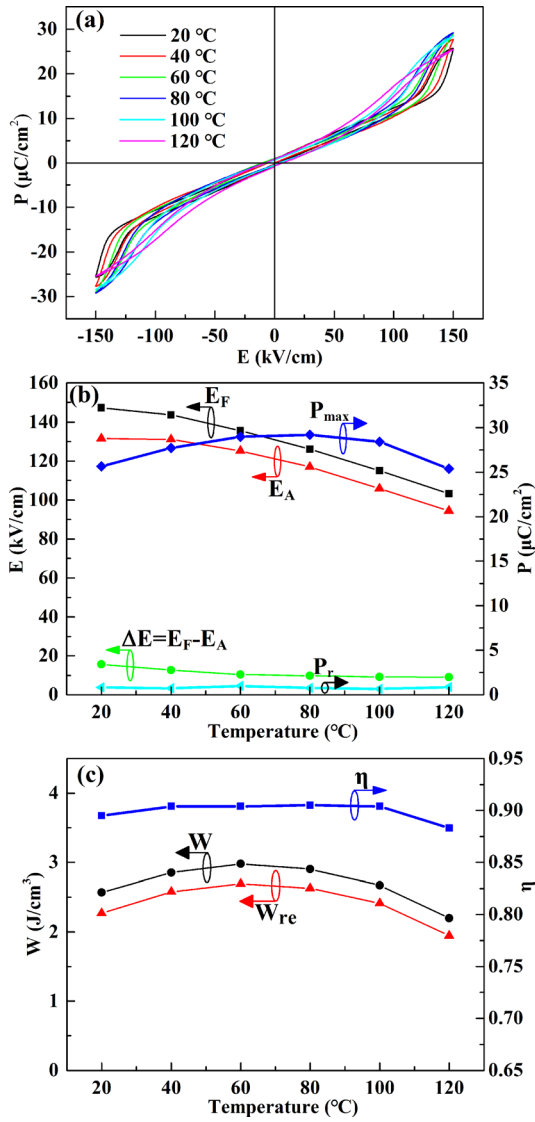 (a)
P (μC/cm²)
30
20
10
0
-10
-20
-30
20 ℃
40 ℃
60 ℃
80 ℃
100 ℃
120 ℃
-150 -100 -50 0 50 100 150
E (kV/cm)
(b)
E (kV/cm)
160
140
120
100
80
60
40
20
0
E_F
E_A
P_max
ΔE=E_F-E_A
P_r
35
30
25
20
15
10
5
0
P (μC/cm²)
20 40 60 80 100 120
Temperature (℃)
(c)
W (J/cm³)
4
3
2
1
0
η
W
W_re
0.95
0.90
0.85
0.80
0.75
0.70
0.65
η
20 40 60 80 100 120
Temperature (℃)